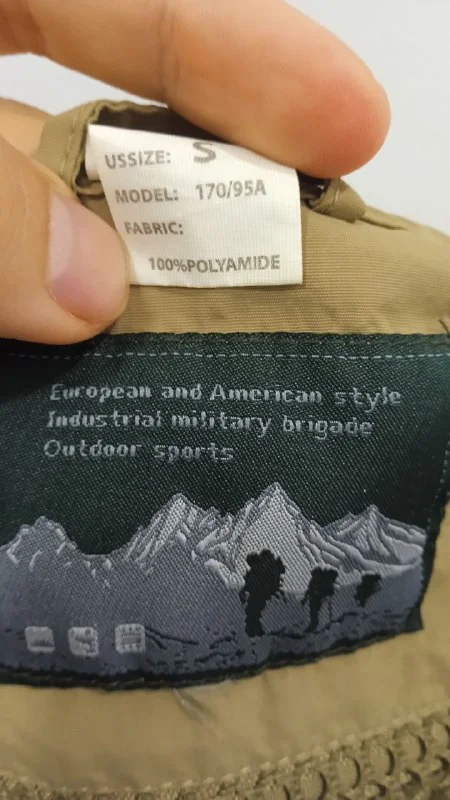 USSIZE: S
MODEL: 170/95A
FABRIC:
100%POLYAMIDE
European and American style
Industrial military brigade
Outdoor sports